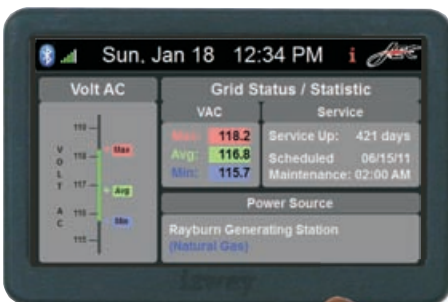 Sun, Jan 18 12:34 PM i
Volt AC
119
118
117
116
115
VOLT AC
Max
Avg
Min
Grid Status / Statistic
VAC
Max: 118.2
Avg: 116.8
Min: 115.7
Service
Service Up: 421 days
Scheduled 06/15/11
Maintenance: 02:00 AM
Power Source
Rayburn Generating Station
(Natural Gas)